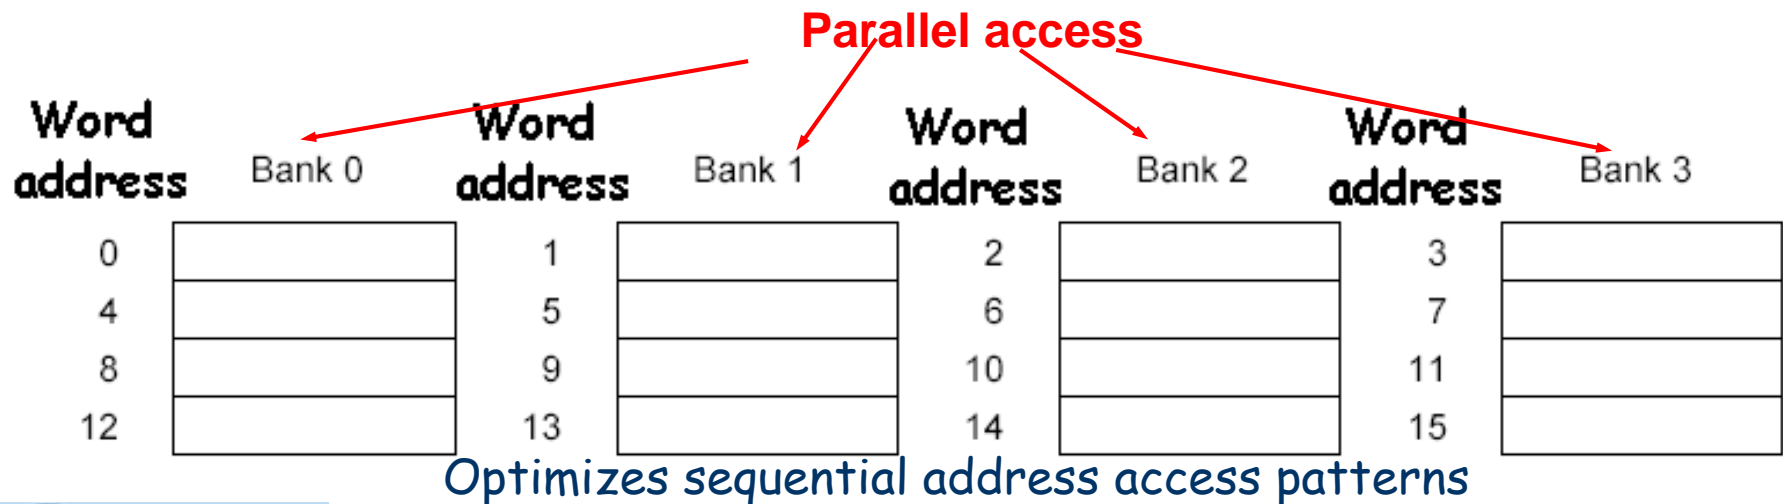 Parallel access
Word address Bank 0 Word address Bank 1 Word address Bank 2 Word address Bank 3
0 1 2 3
4 5 6 7
8 9 10 11
12 13 14 15
Optimizes sequential address access patterns